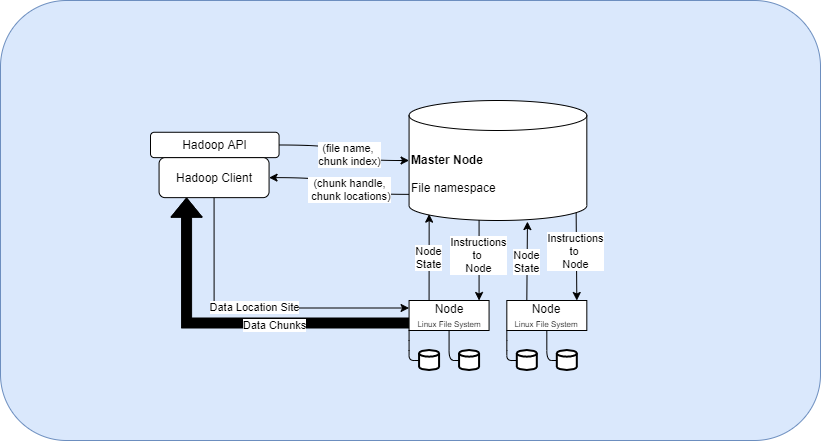 Hadoop API
Hadoop Client
(file name,
chunk index)
(chunk handle,
chunk locations)
Master Node
File namespace
Node
State
Instructions
to
Node
Node
State
Instructions
to
Node
Data Location Site
Data Chunks
Node
Linux File System
Node
Linux File System